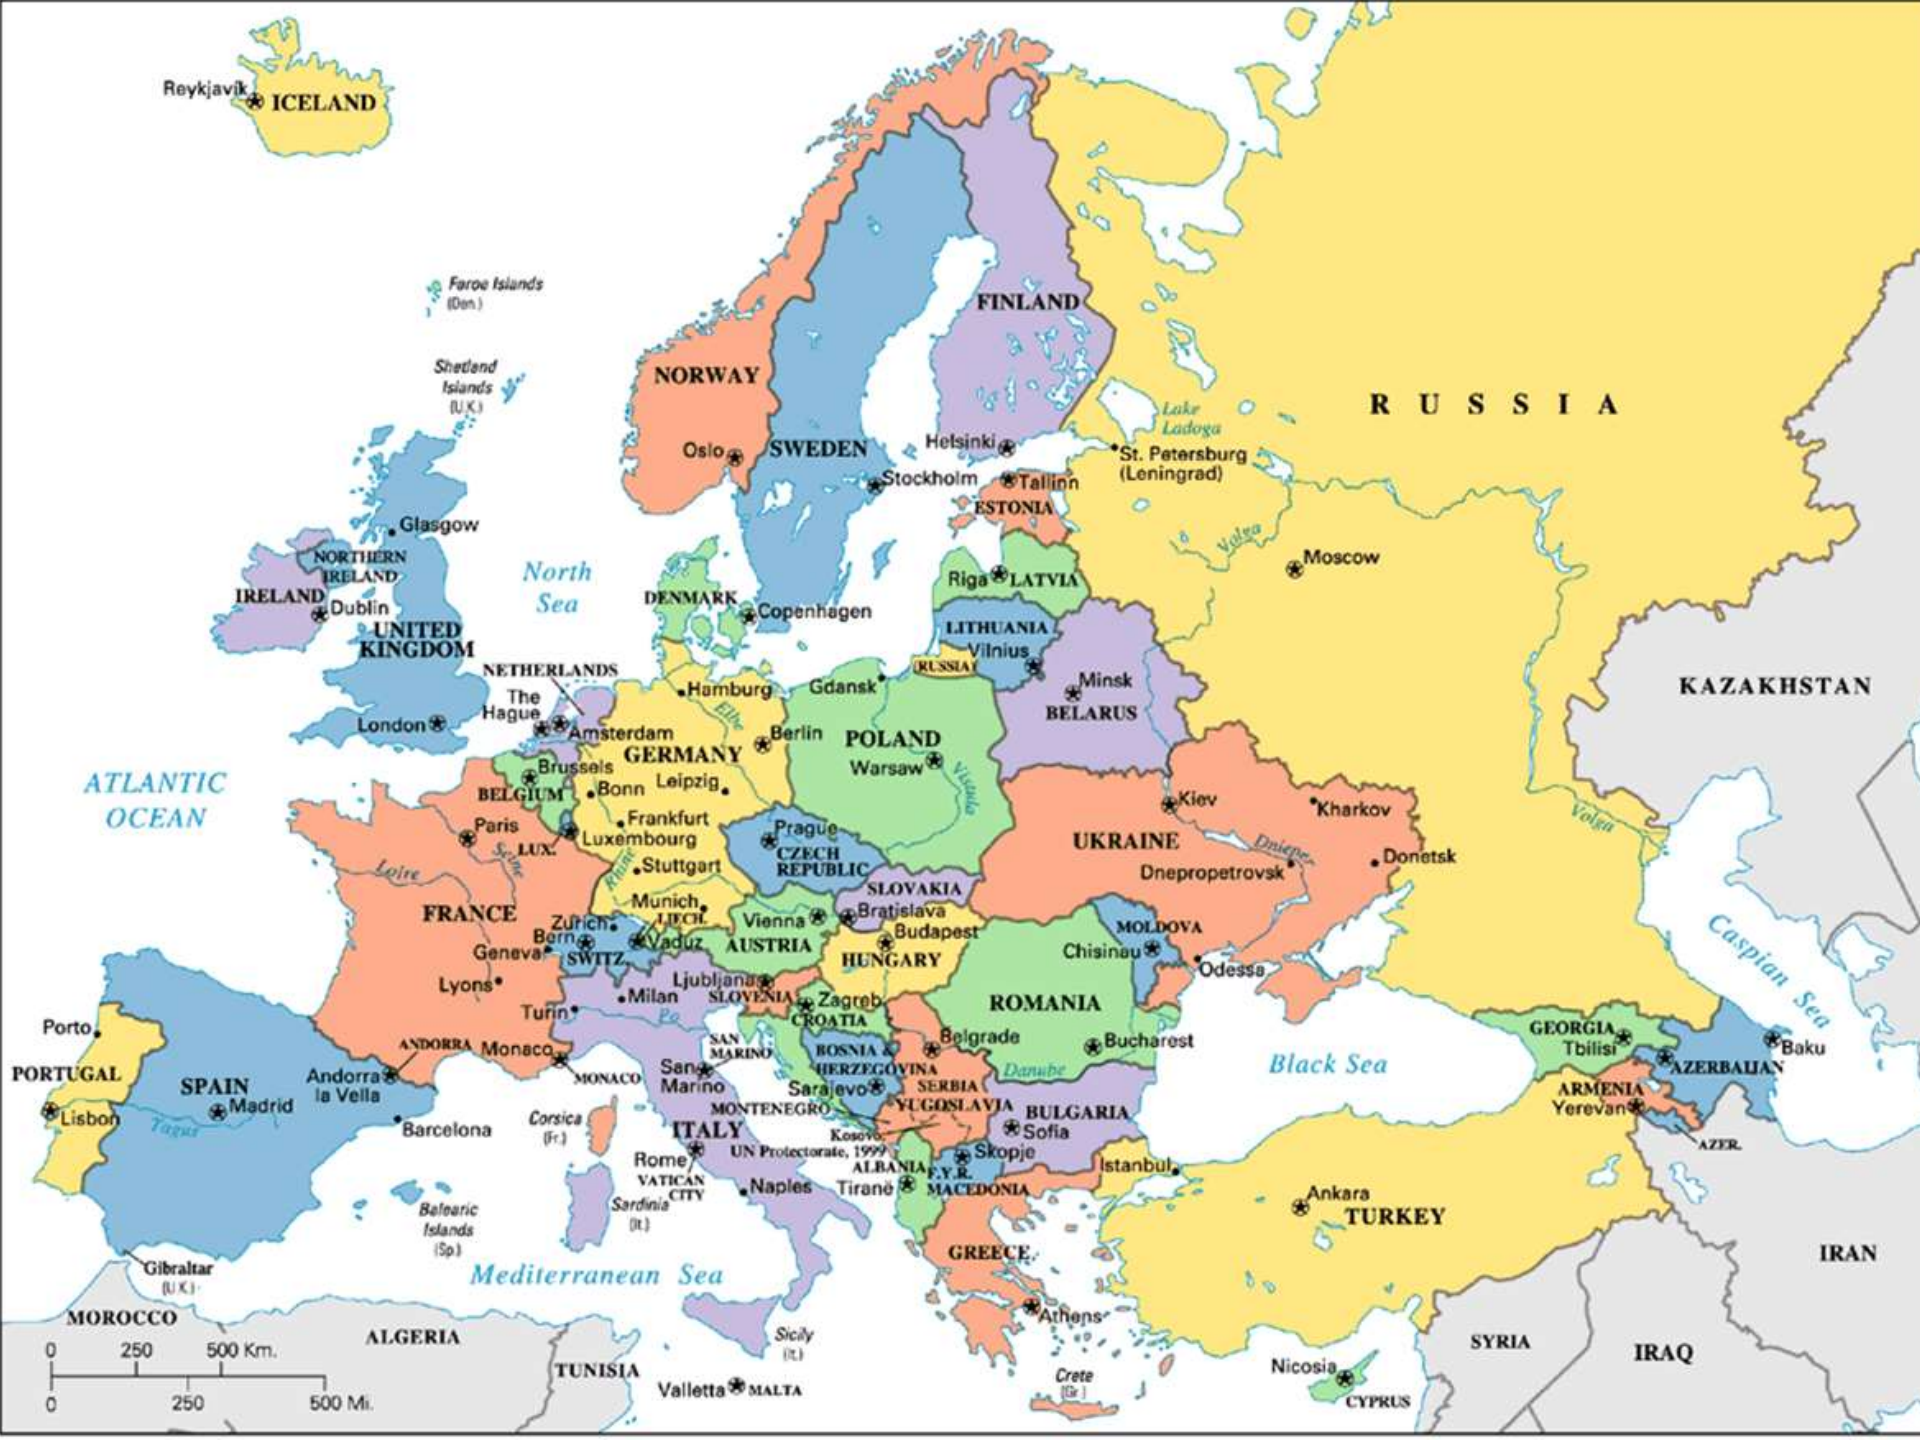 Reykjavík
ICELAND
Faroe Islands
(Den.)
Shetland
Islands
(U.K.)
FINLAND
NORWAY
RUSSIA
Lake
Ladoga
Oslo
SWEDEN
Helsinki
St. Petersburg
(Leningrad)
Stockholm
Tallinn
ESTONIA
Glasgow
Volga
Moscow
NORTHERN
IRELAND
North
Sea
Riga
LATVIA
IRELAND
Dublin
DENMARK
Copenhagen
UNITED
KINGDOM
LITHUANIA
Vilnius
(RUSSIA)
NETHERLANDS
The
Hague
Amsterdam
Hamburg
Elbe
Gdansk
Minsk
BELARUS
KAZAKHSTAN
London
Berlin
GERMANY
POLAND
Warsaw
Vistula
ATLANTIC
OCEAN
Brussels
BELGIUM
Bonn
Leipzig
Kiev
Kharkov
Volga
Paris
Seine
LUX.
Frankfurt
Luxembourg
Prague
CZECH
REPUBLIC
UKRAINE
Dnieper
Dnepropetrovsk
Donetsk
Loire
Rhine
Stuttgart
SLOVAKIA
Bratislava
FRANCE
Munich
LIECH.
Zurich
Bern
Vaduz
Geneva
SWITZ.
Vienna
AUSTRIA
Budapest
HUNGARY
MOLDOVA
Chisinau
Odessa
Caspian Sea
Lyons
Ljubljana
SLOVENIA
Milan
Turin
Po
Zagreb
CROATIA
ROMANIA
Porto
ANDORRA
Monaco
MONACO
SAN
MARINO
San
Marino
BOSNIA &
HERZEGOVINA
Sarajevo
Belgrade
Bucharest
Danube
SERBIA
YUGOSLAVIA
Black Sea
GEORGIA
Tbilisi
AZERBAIJAN
Baku
PORTUGAL
SPAIN
Madrid
Andorra
la Vella
Lisbon
Tagus
Barcelona
Corsica
(Fr.)
MONTENEGRO
ITALY
Kosovo
UN Protectorate, 1999
BULGARIA
Sofia
ARMENIA
Yerevan
AZER.
Rome
VATICAN
CITY
Naples
ALBANIA
Tiranë
Skopje
F.Y.R.
MACEDONIA
Istanbul
Ankara
TURKEY
Balearic
Islands
(Sp.)
Sardinia
(It.)
GREECE
IRAN
Gibraltar
(U.K.)
Mediterranean Sea
MOROCCO
ALGERIA
Athens
Sicily
(It.)
TUNISIA
SYRIA
IRAQ
0 250 500 Km.
0 250 500 Mi.
Valletta
MALTA
Crete
(Gr.)
Nicosia
CYPRUS